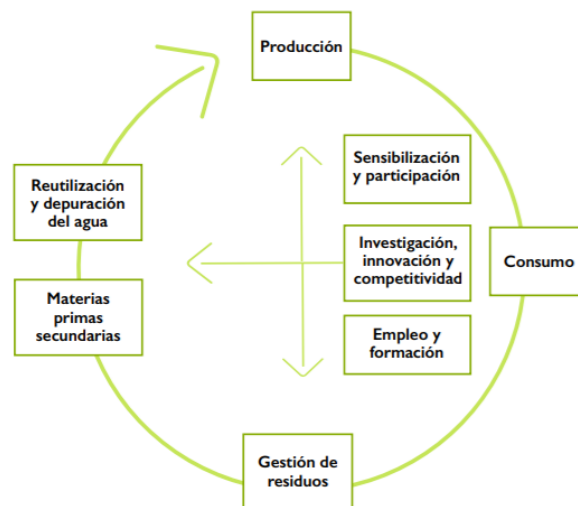 Producción
Sensibilización
y participación
Reutilización
y depuración
del agua
Investigación,
innovación y
competitividad
Consumo
Materias
primas
secundarias
Empleo y
formación
Gestión de
residuos